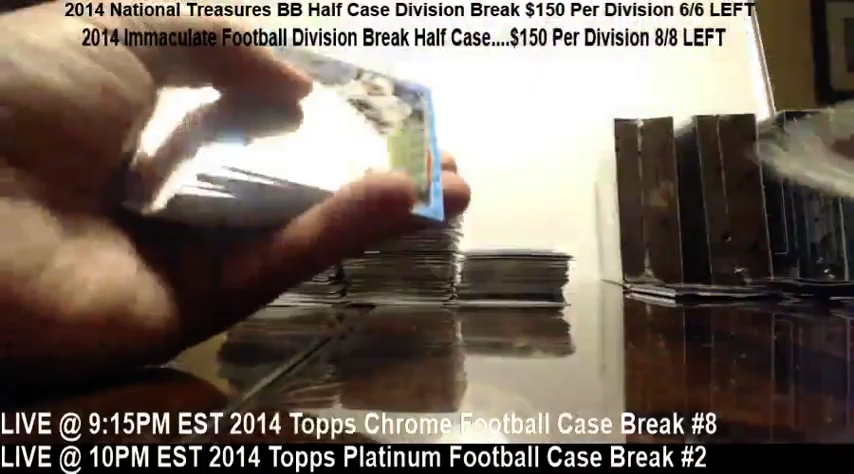 2014 National Treasures BB Half Case Division Break $150 Per Division 6/6 LEFT
2014 Immaculate Football Division Break Half Case....$150 Per Division 8/8 LEFT
LIVE @ 9:15PM EST 2014 Topps Chrome Football Case Break #8
LIVE @ 10PM EST 2014 Topps Platinum Football Case Break #2